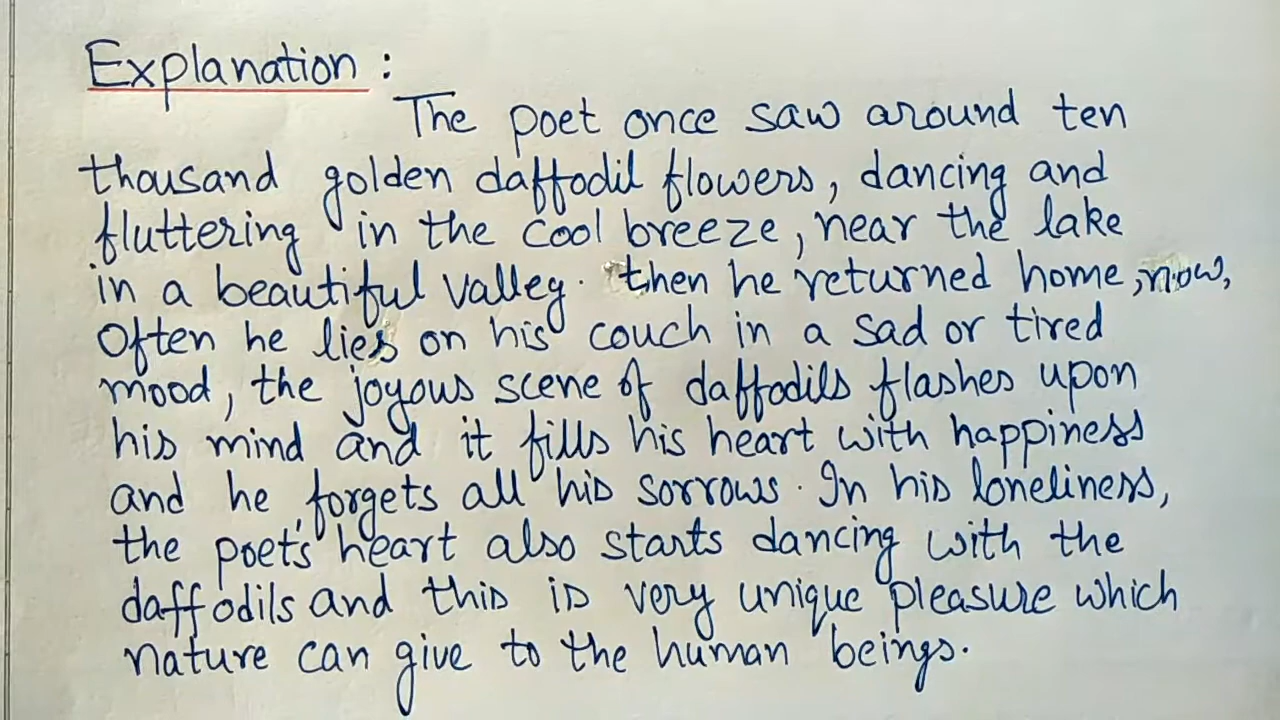 Explanation :
The poet once saw around ten
thousand golden daffodil flowers, dancing and
fluttering in the cool breeze, near the lake
in a beautiful valley. then he returned home, now,
Often he lies on his couch in a sad or tired
mood, the joyous scene of daffodils flashes upon
his mind and it fills his heart with happiness
and he forgets all his sorrows. In his loneliness,
the poet's heart also starts dancing with the
daffodils and this is very unique pleasure which
nature can give to the human beings.